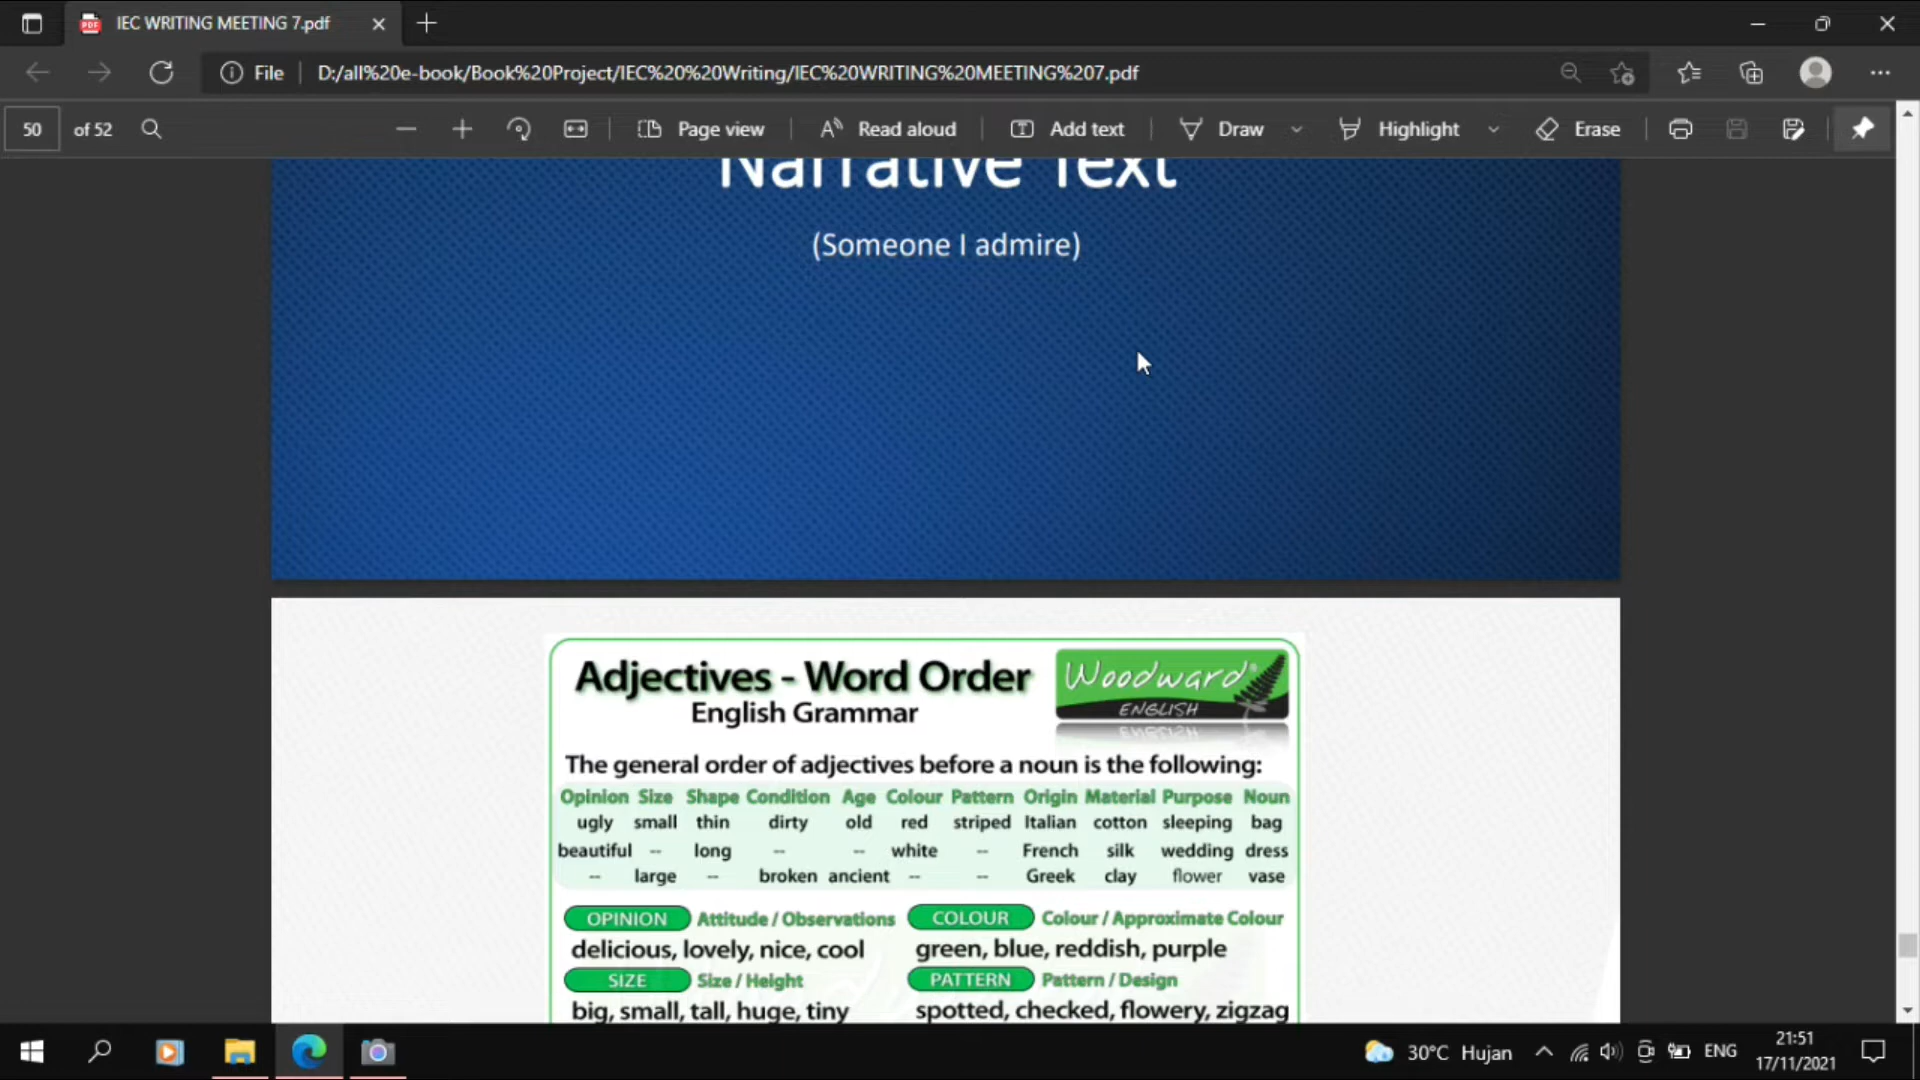 IEC WRITING MEETING 7.pdf
File
D:/all%20e-book/Book%20Project/IEC%20%20Writing/IEC%20WRITING%20MEETING%207.pdf
50 of 52
Page view
Read aloud
Add text
Draw
Highlight
Erase
Narrative Text
(Someone I admire)
Adjectives - Word Order
English Grammar
Woodward®
ENGLISH
The general order of adjectives before a noun is the following:
Opinion Size Shape Condition Age Colour Pattern Origin Material Purpose Noun
ugly small thin dirty old red striped Italian cotton sleeping bag
beautiful -- long -- -- white -- French silk wedding dress
-- large -- broken ancient -- -- Greek clay flower vase
OPINION Attitude / Observations
delicious, lovely, nice, cool
COLOUR Colour / Approximate Colour
green, blue, reddish, purple
SIZE Size / Height
big, small, tall, huge, tiny
PATTERN Pattern / Design
spotted, checked, flowery, zigzag
30°C Hujan
ENG
21:51
17/11/2021